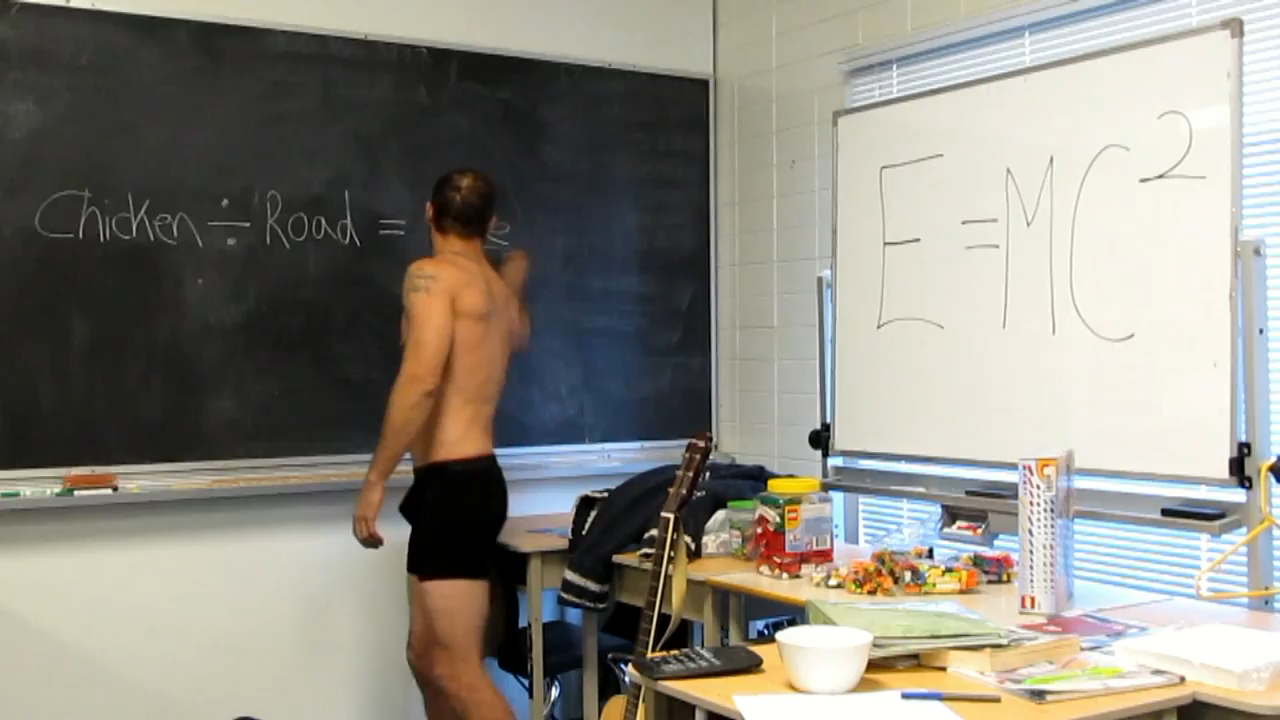 Chicken ÷ Road =
E = MC²